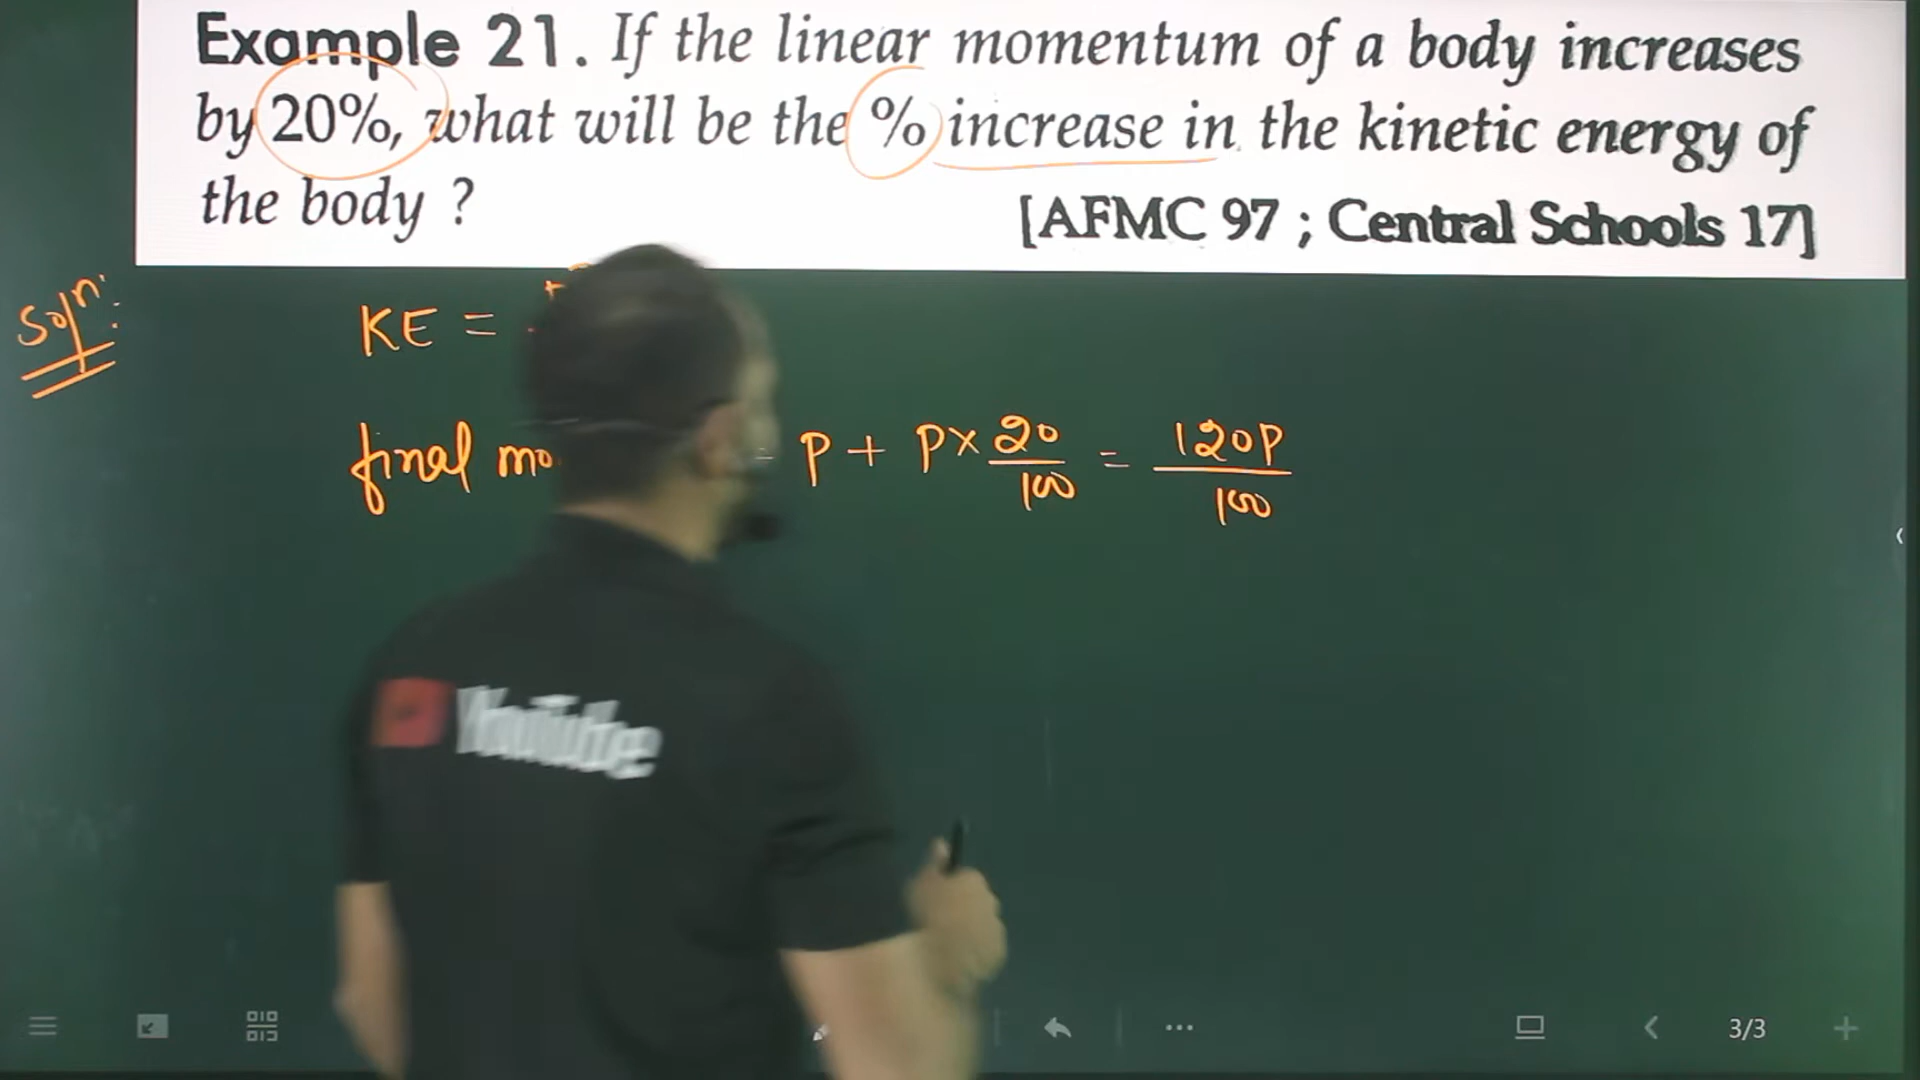 Example 21. If the linear momentum of a body increases
by 20%, what will be the % increase in the kinetic energy of
the body ?
[AFMC 97 ; Central Schools 17]
Soln:
KE =
final mo = P + P × 20/100 = 120P/100
YouTube
3/3